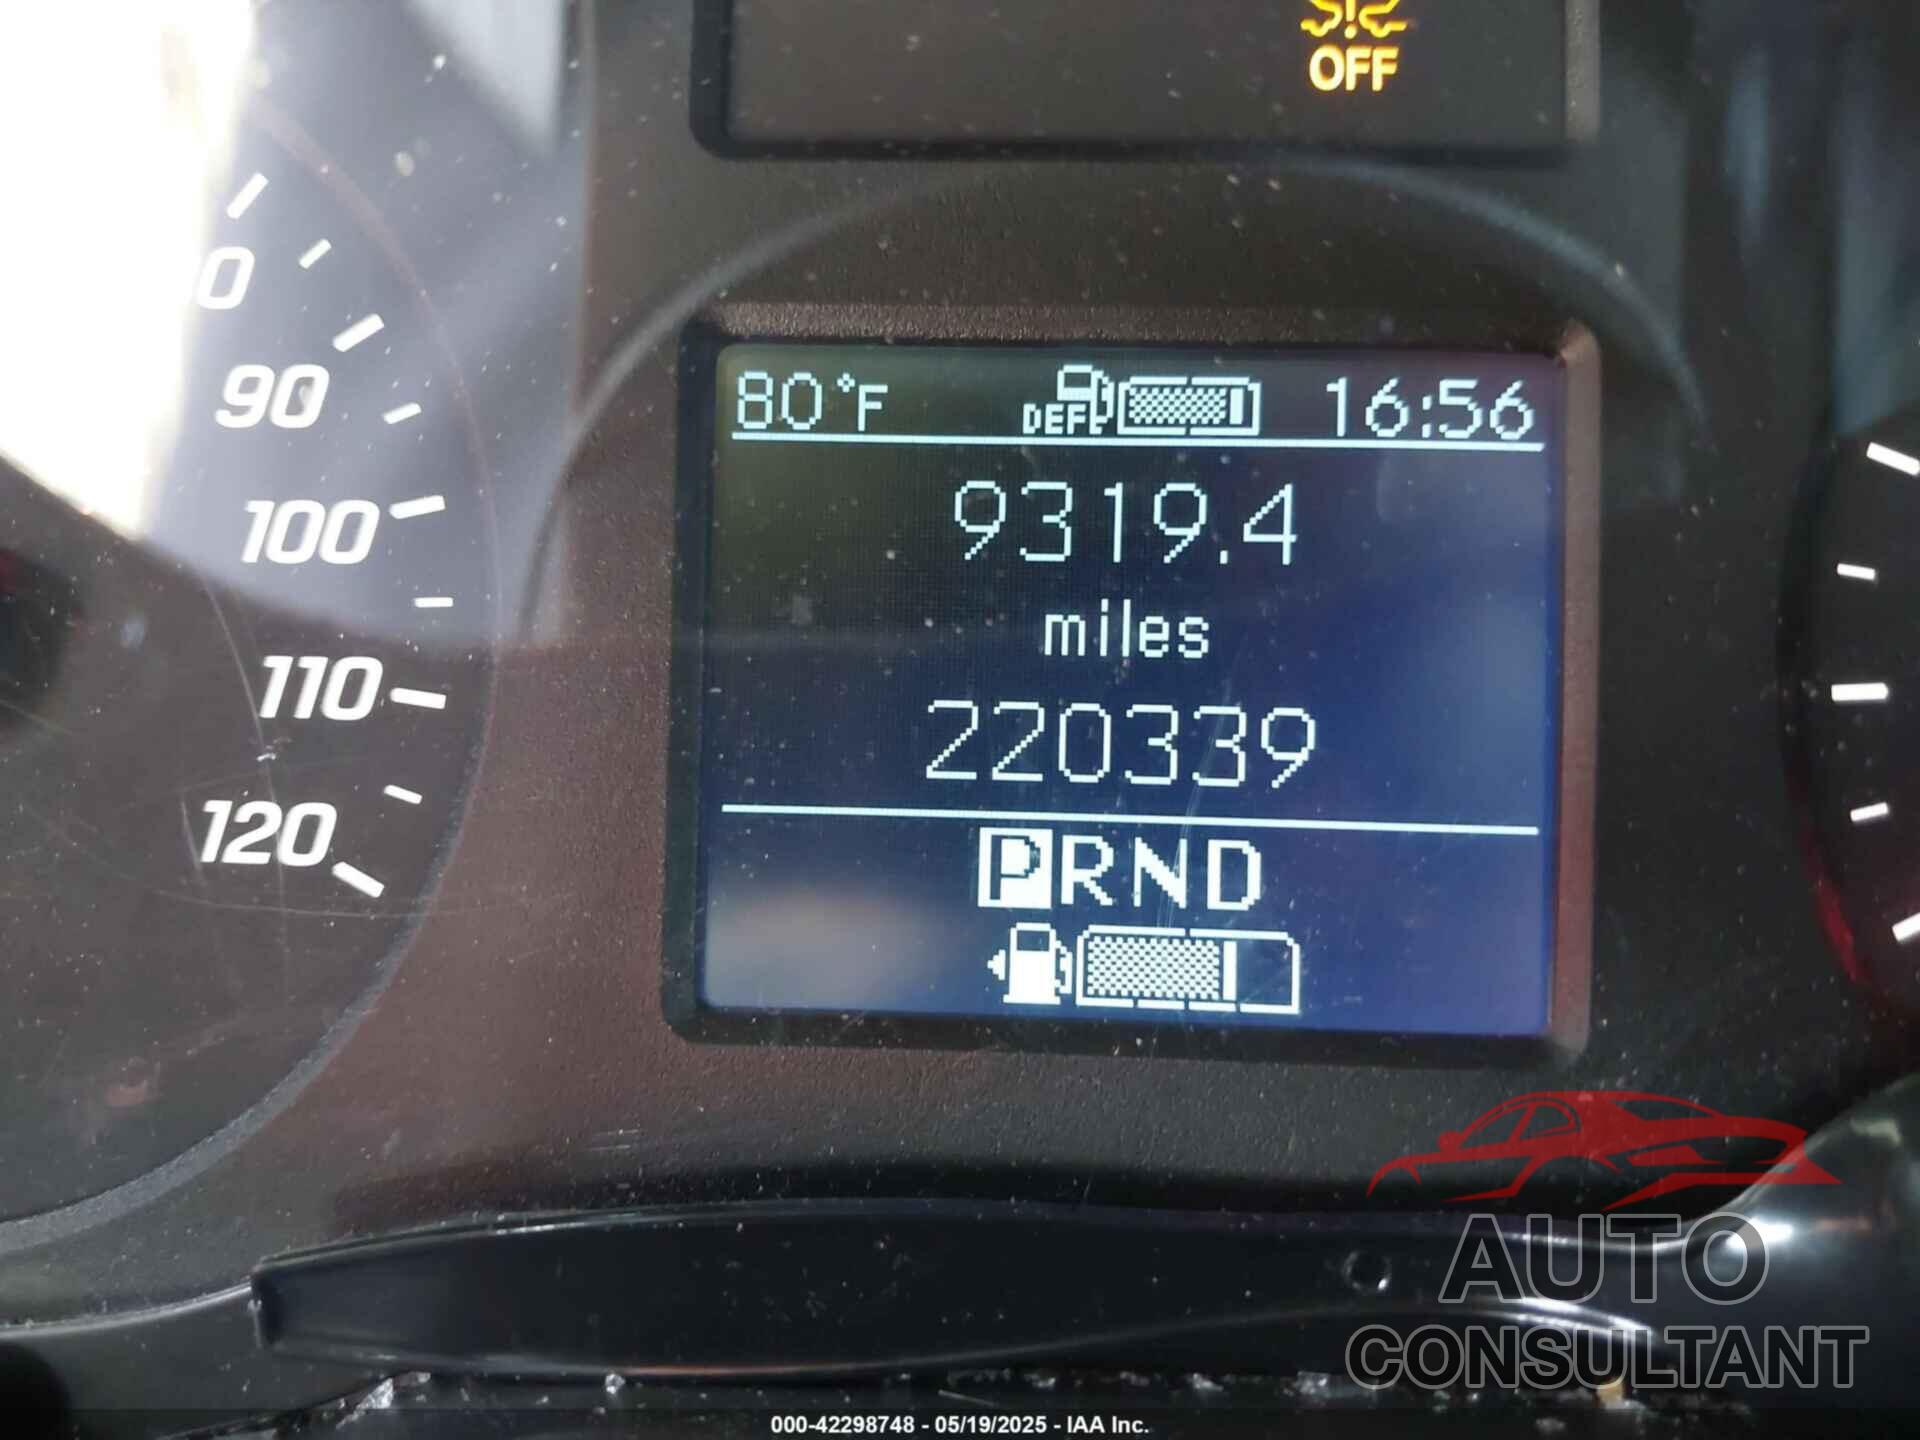 OFF
0
90
100
110
120
80°F DEF 16:56
9319.4
miles
220339
PRND
AUTO
CONSULTANT
000-42298748 - 05/19/2025 - IAA Inc.